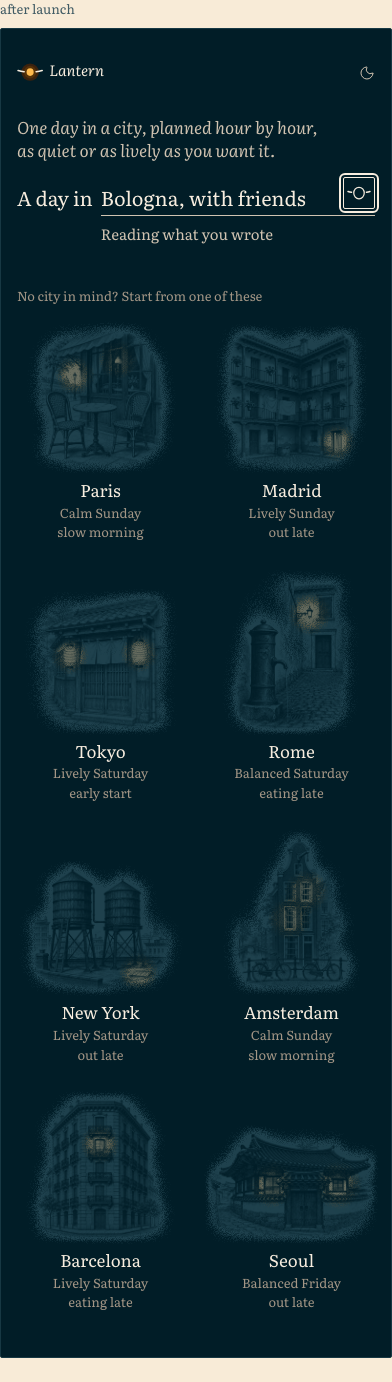 after launch
Lantern
One day in a city, planned hour by hour,
as quiet or as lively as you want it.
A day in Bologna, with friends
Reading what you wrote
No city in mind? Start from one of these
Paris
Calm Sunday
slow morning
Madrid
Lively Sunday
out late
Tokyo
Lively Saturday
early start
Rome
Balanced Saturday
eating late
New York
Lively Saturday
out late
Amsterdam
Calm Sunday
slow morning
Barcelona
Lively Saturday
eating late
Seoul
Balanced Friday
out late